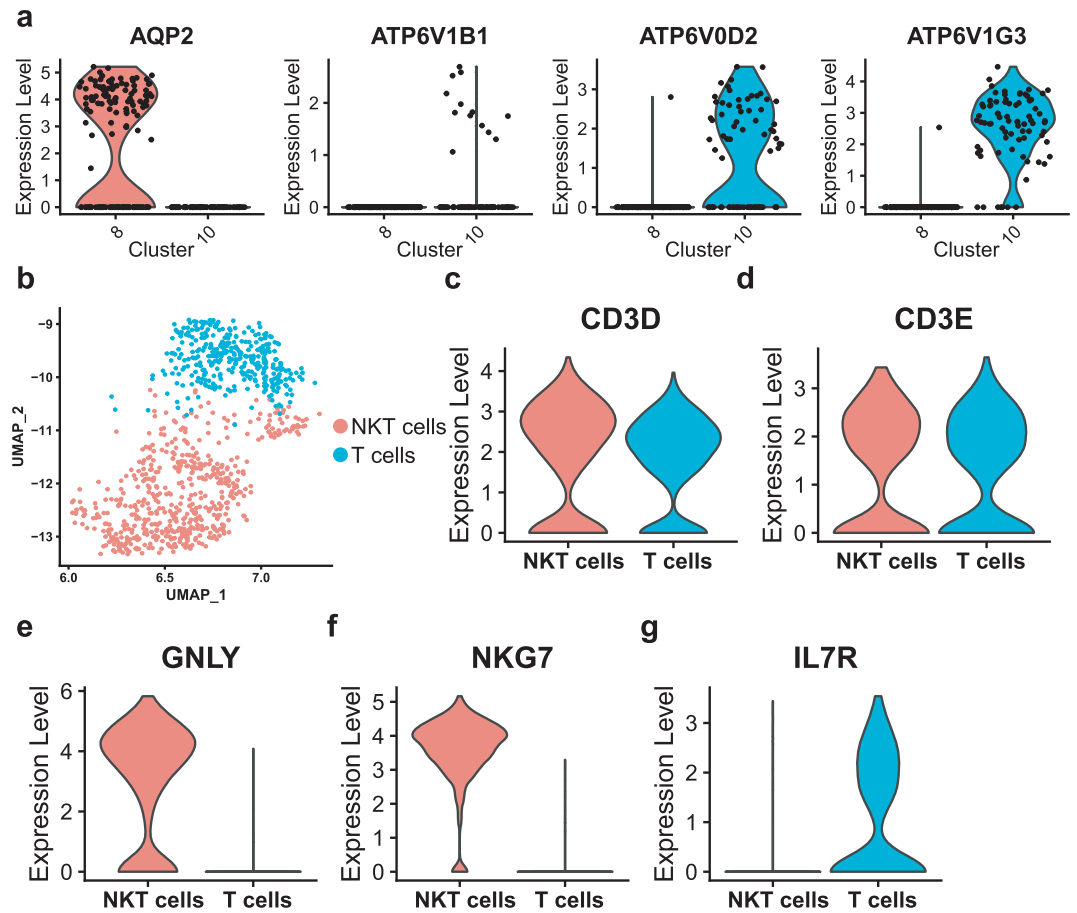 a
AQP2
ATP6V1B1
ATP6V0D2
ATP6V1G3
Expression Level
5
4
3
2
1
0
8
10
Cluster
Expression Level
2
1
0
8
10
Cluster
Expression Level
3
2
1
0
8
10
Cluster
Expression Level
4
3
2
1
0
8
10
Cluster
b
UMAP_2
−9
−10
−11
−12
−13
6.0
6.5
7.0
UMAP_1
NKT cells
T cells
c
CD3D
Expression Level
4
3
2
1
0
NKT cells
T cells
d
CD3E
Expression Level
3
2
1
0
NKT cells
T cells
e
GNLY
Expression Level
6
4
2
0
NKT cells
T cells
f
NKG7
Expression Level
5
4
3
2
1
0
NKT cells
T cells
g
IL7R
Expression Level
3
2
1
0
NKT cells
T cells